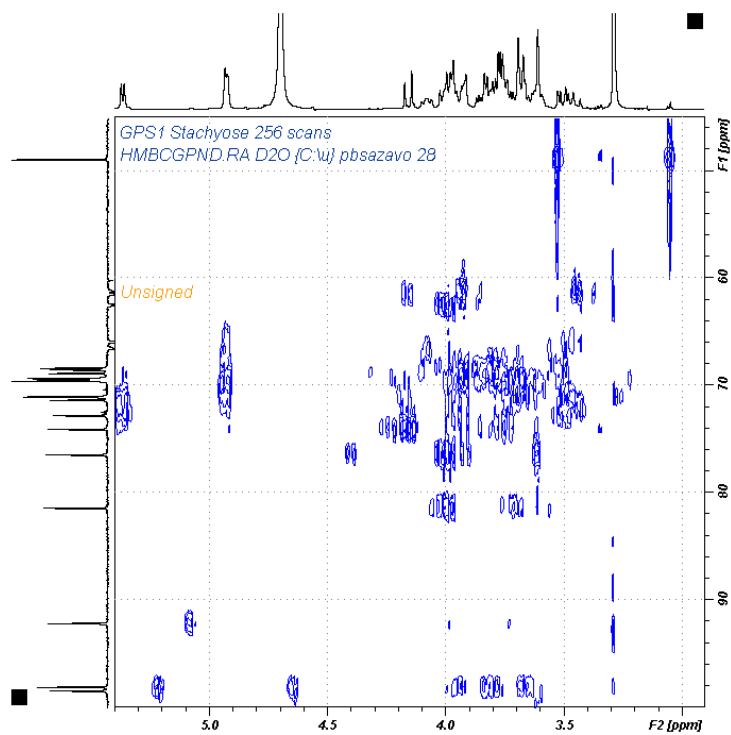 GPS1 Stachyose 256 scans
HMBCGPND.RA D2O {C:\u} pbsazavo 28
Unsigned
F1 [ppm]
60
70
80
90
5.0 4.5 4.0 3.5 F2 [ppm]